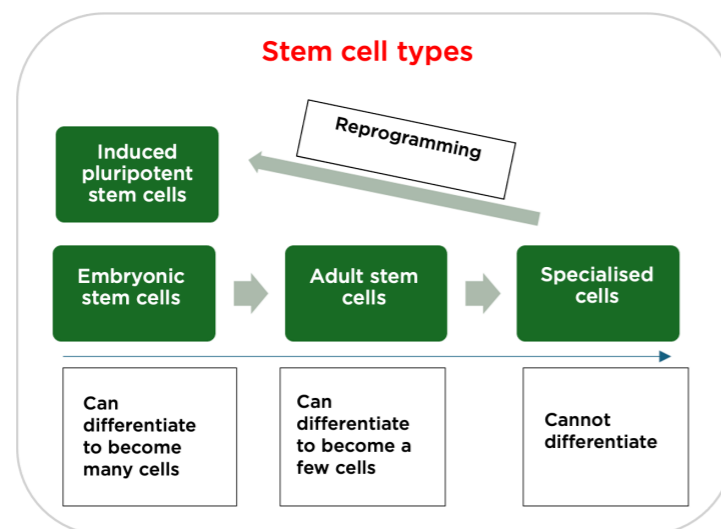 Stem cell types
Reprogramming
Induced
pluripotent
stem cells
Embryonic
stem cells
Adult stem
cells
Specialised
cells
Can
differentiate
to become
many cells
Can
differentiate
to become a
few cells
Cannot
differentiate